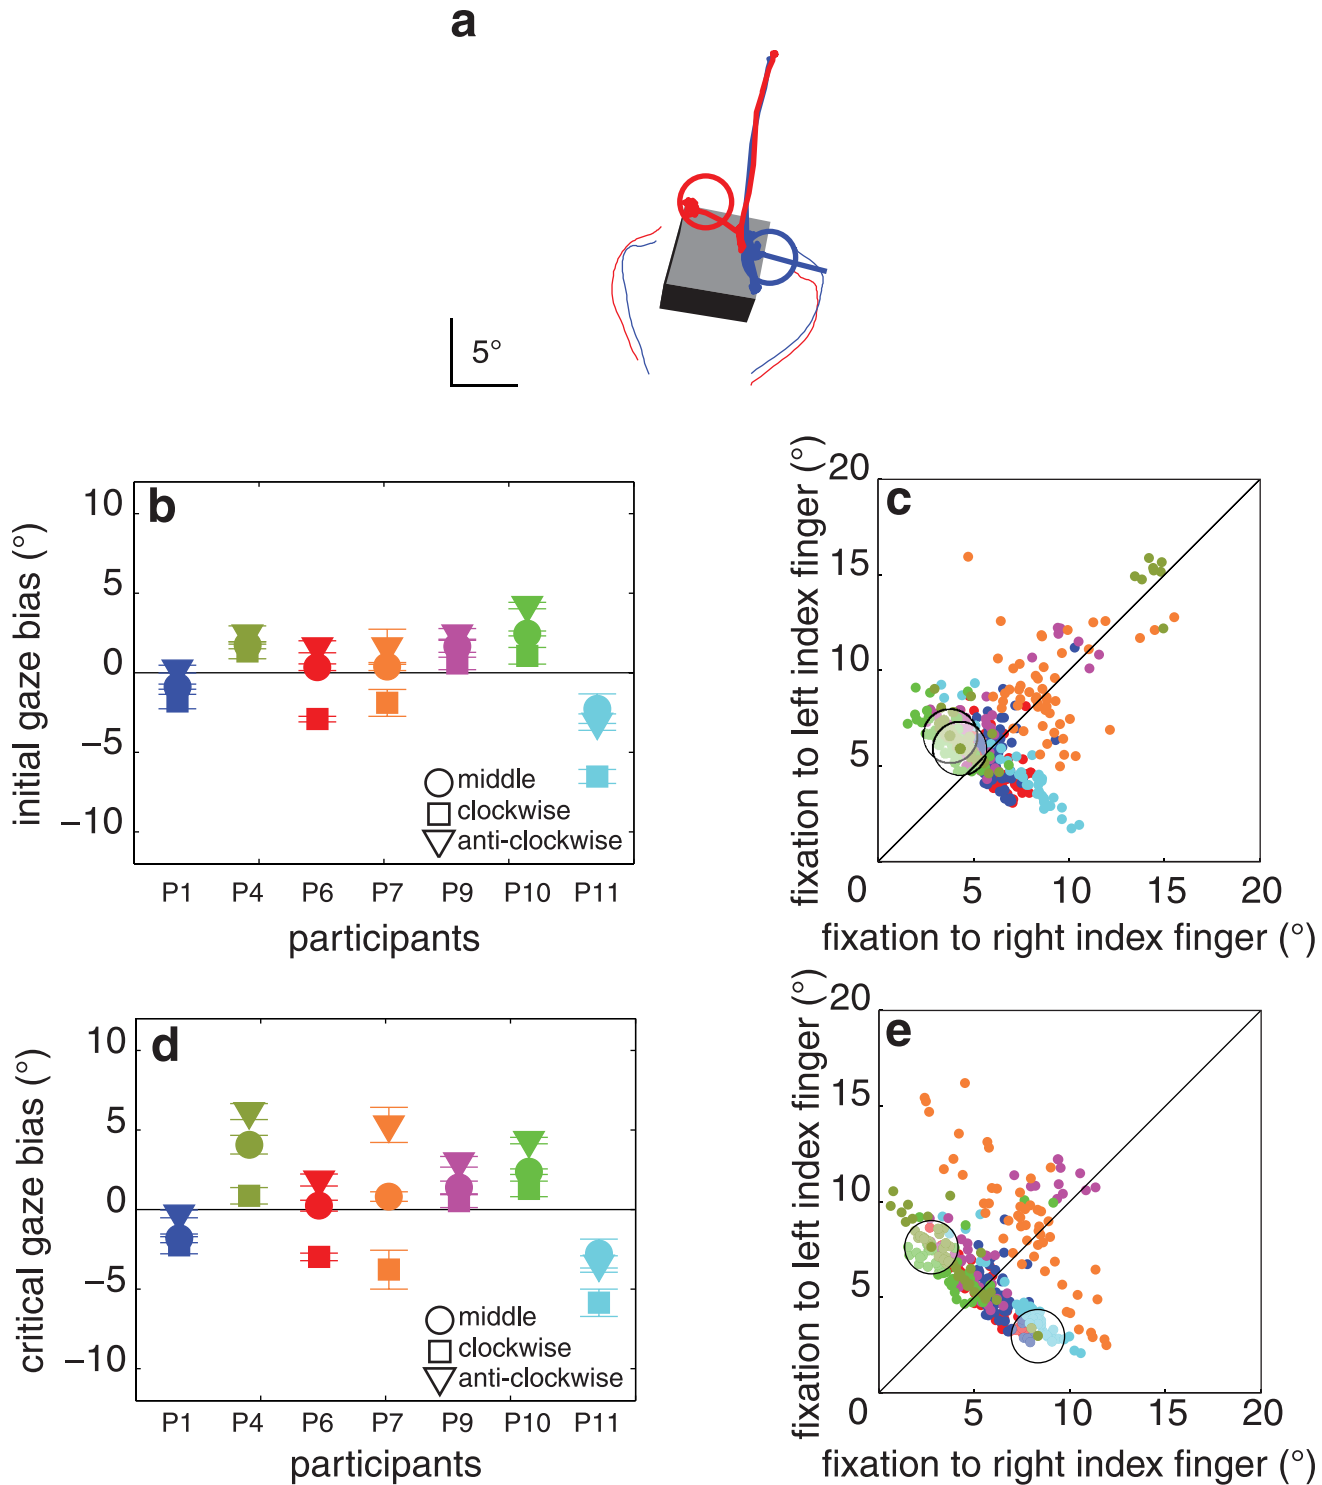 a
5°
b
10
5
0
−5
−10
initial gaze bias (°)
middle
clockwise
anti-clockwise
P1 P4 P6 P7 P9 P10 P11
participants
c
20
15
10
5
0 5 10 15 20
fixation to left index finger (°)
fixation to right index finger (°)
d
10
5
0
−5
−10
critical gaze bias (°)
middle
clockwise
anti-clockwise
P1 P4 P6 P7 P9 P10 P11
participants
e
20
15
10
5
0 5 10 15 20
fixation to left index finger (°)
fixation to right index finger (°)